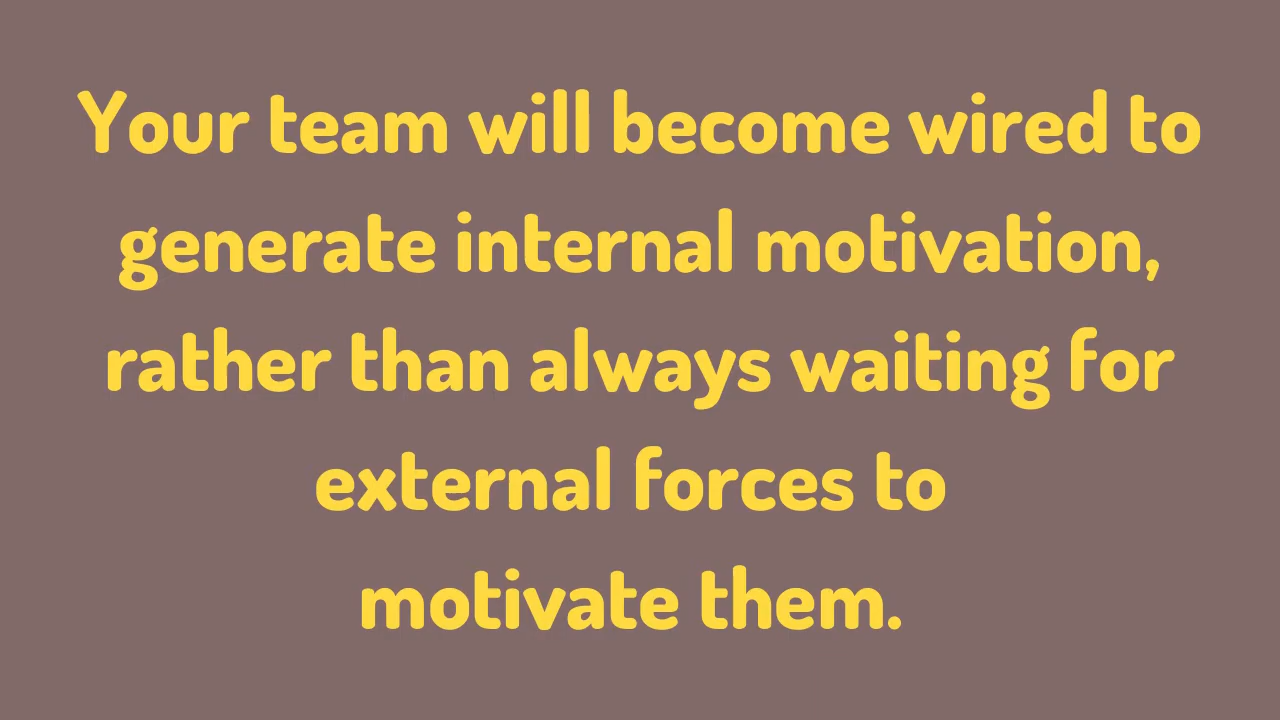 Your team will become wired to
generate internal motivation,
rather than always waiting for
external forces to
motivate them.